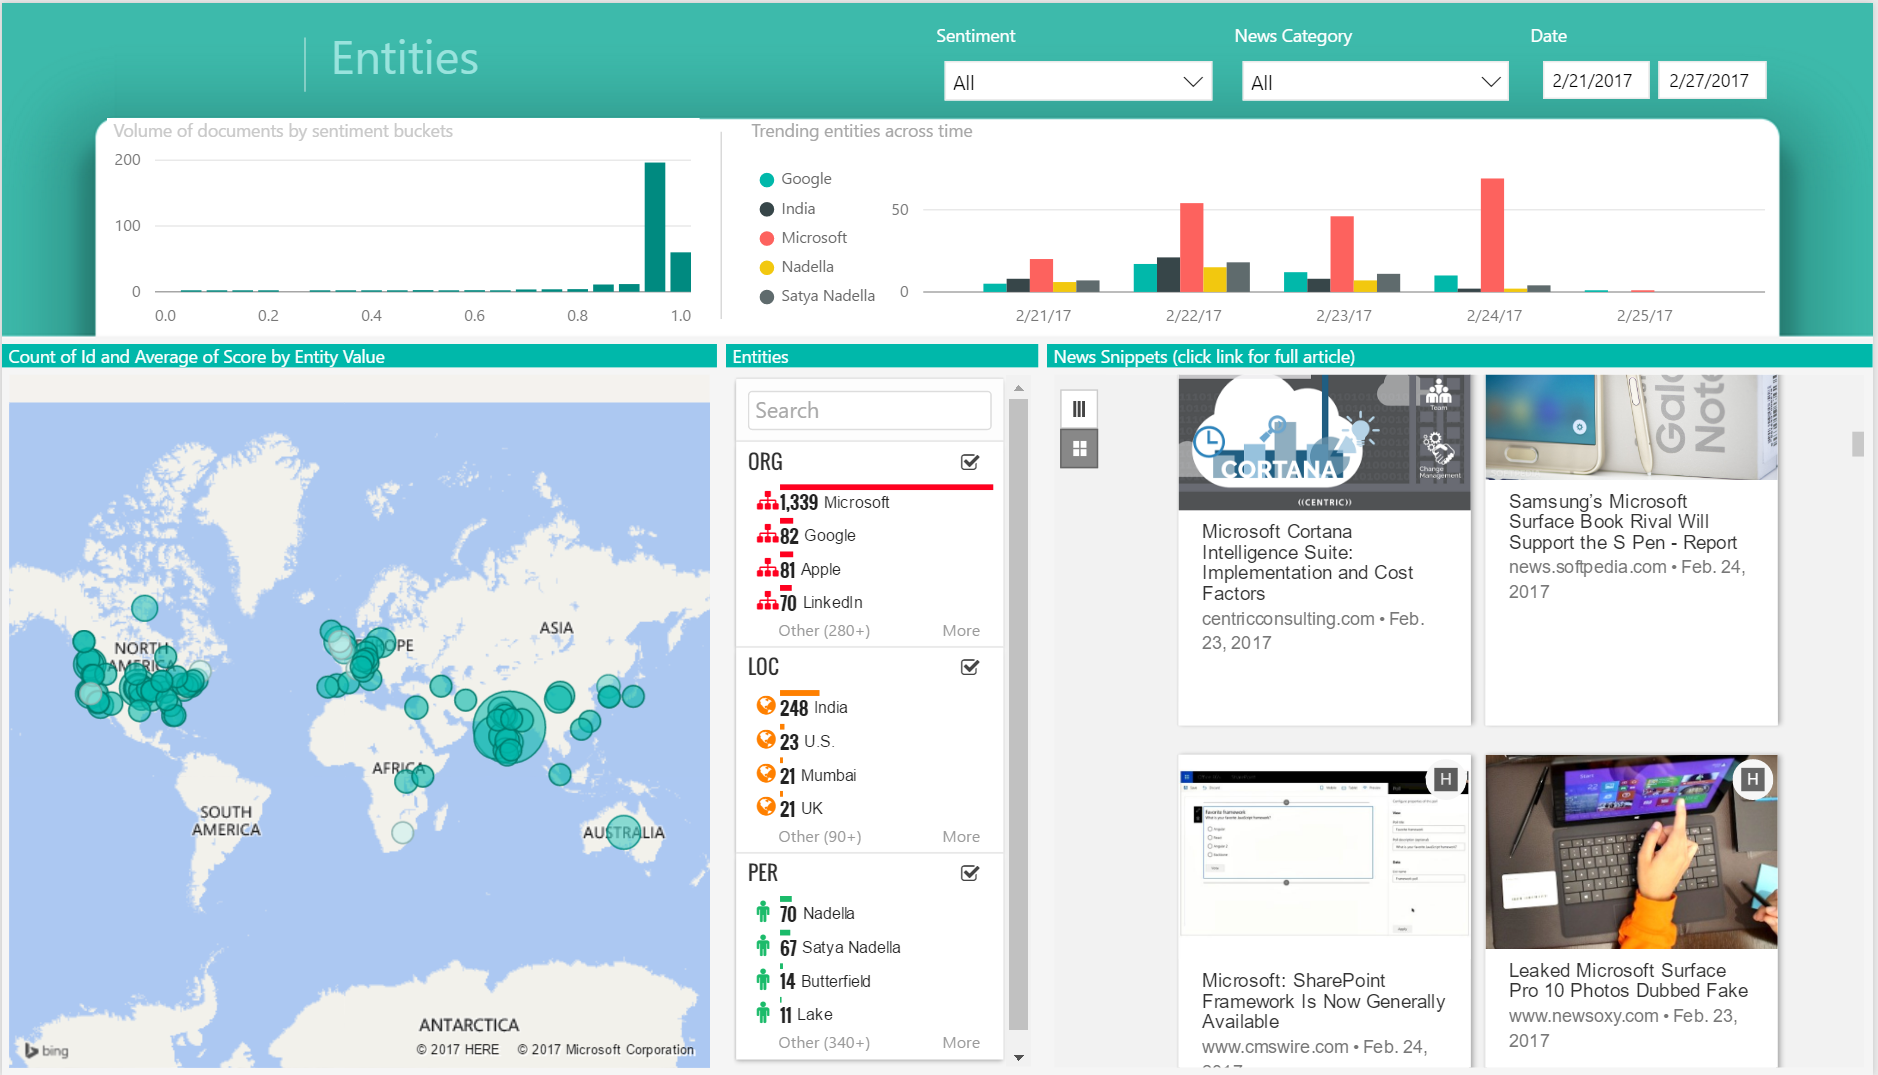 Entities
Sentiment
News Category
Date
All
All
2/21/2017
2/27/2017
Volume of documents by sentiment buckets
200
100
0
0.0 0.2 0.4 0.6 0.8 1.0
Trending entities across time
Google
India
Microsoft
Nadella
Satya Nadella
50
0
2/21/17 2/22/17 2/23/17 2/24/17 2/25/17
Count of Id and Average of Score by Entity Value
NORTH
AMERICA
ASIA
AFRICA
SOUTH
AMERICA
AUSTRALIA
ANTARCTICA
bing
© 2017 HERE © 2017 Microsoft Corporation
Entities
Search
ORG
1,339 Microsoft
82 Google
81 Apple
70 LinkedIn
Other (280+) More
LOC
248 India
23 U.S.
21 Mumbai
21 UK
Other (90+) More
PER
70 Nadella
67 Satya Nadella
14 Butterfield
11 Lake
Other (340+) More
News Snippets (click link for full article)
CORTANA
Team
Change
Management
((CENTRIC))
Microsoft Cortana
Intelligence Suite:
Implementation and Cost
Factors
centricconsulting.com • Feb.
23, 2017
Note
Samsung’s Microsoft
Surface Book Rival Will
Support the S Pen - Report
news.softpedia.com • Feb. 24,
2017
H
Microsoft: SharePoint
Framework Is Now Generally
Available
www.cmswire.com • Feb. 24,
H
Leaked Microsoft Surface
Pro 10 Photos Dubbed Fake
www.newsoxy.com • Feb. 23,
2017